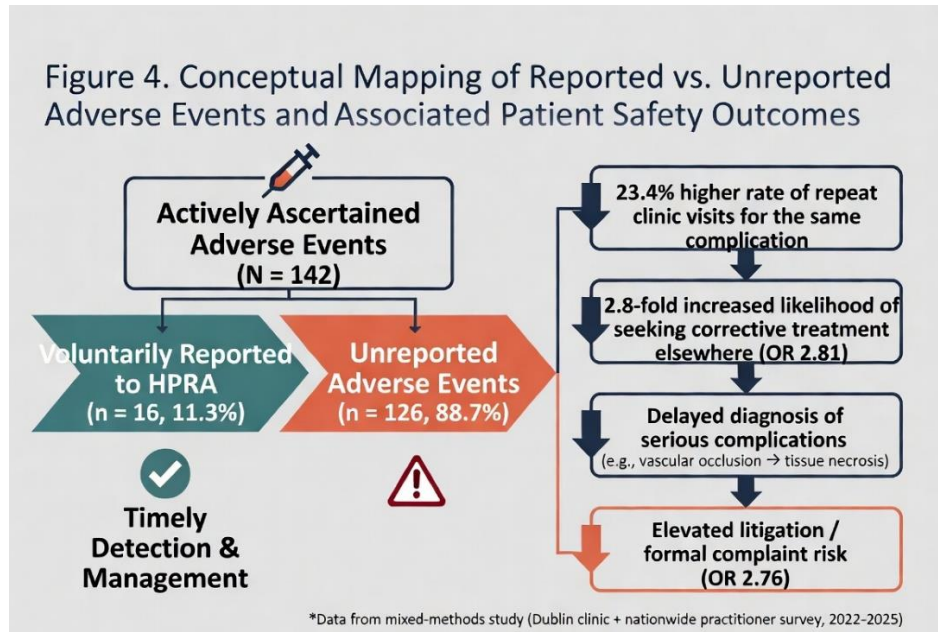 Figure 4. Conceptual Mapping of Reported vs. Unreported
Adverse Events and Associated Patient Safety Outcomes
Actively Ascertained
Adverse Events
(N = 142)
Voluntarily Reported
to HPRA
(n = 16, 11.3%)
Unreported
Adverse Events
(n = 126, 88.7%)
Timely
Detection &
Management
23.4% higher rate of repeat
clinic visits for the same
complication
2.8-fold increased likelihood of
seeking corrective treatment
elsewhere (OR 2.81)
Delayed diagnosis of
serious complications
(e.g., vascular occlusion → tissue necrosis)
Elevated litigation /
formal complaint risk
(OR 2.76)
*Data from mixed-methods study (Dublin clinic + nationwide practitioner survey, 2022-2025)